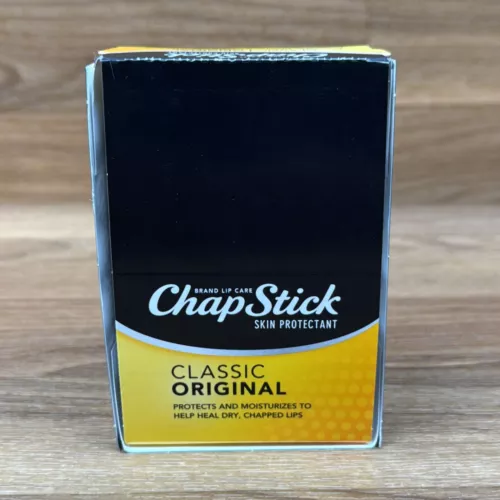 BRAND LIP CARE
ChapStick
SKIN PROTECTANT
CLASSIC
ORIGINAL
PROTECTS AND MOISTURIZES TO
HELP HEAL DRY, CHAPPED LIPS